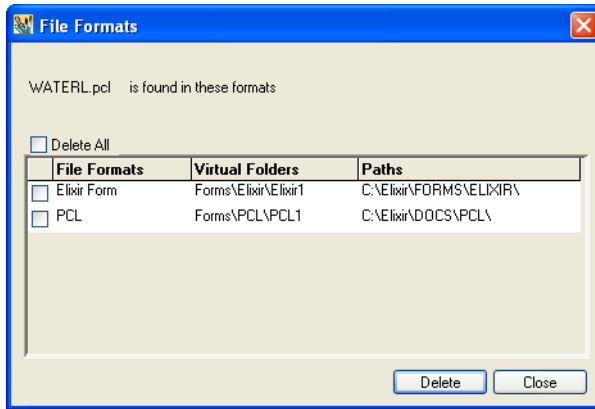 File Formats
WATERL.pcl is found in these formats
Delete All
File Formats Virtual Folders Paths
Elixir Form Forms\Elixir\Elixir1 C:\Elixir\FORMS\ELIXIR\
PCL Forms\PCL\PCL1 C:\Elixir\DOCS\PCL\
Delete Close